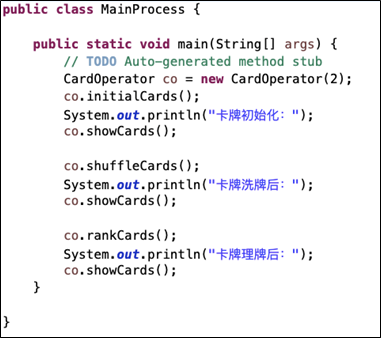 public class MainProcess {
public static void main(String[] args) {
// TODO Auto-generated method stub
CardOperator co = new CardOperator(2);
co.initialCards();
System.out.println("卡牌初始化：");
co.showCards();
co.shuffleCards();
System.out.println("卡牌洗牌后：");
co.showCards();
co.rankCards();
System.out.println("卡牌理牌后：");
co.showCards();
}
}